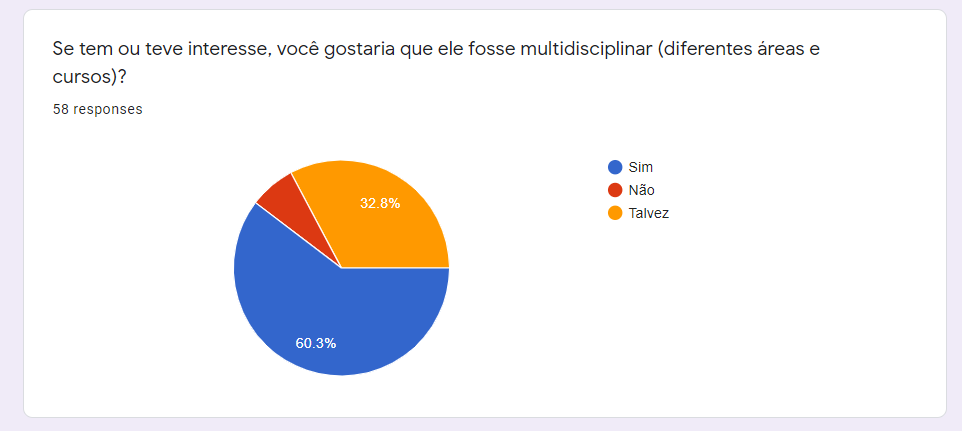 Se tem ou teve interesse, você gostaria que ele fosse multidisciplinar (diferentes áreas e
cursos)?
58 responses
32.8%
60.3%
Sim
Não
Talvez